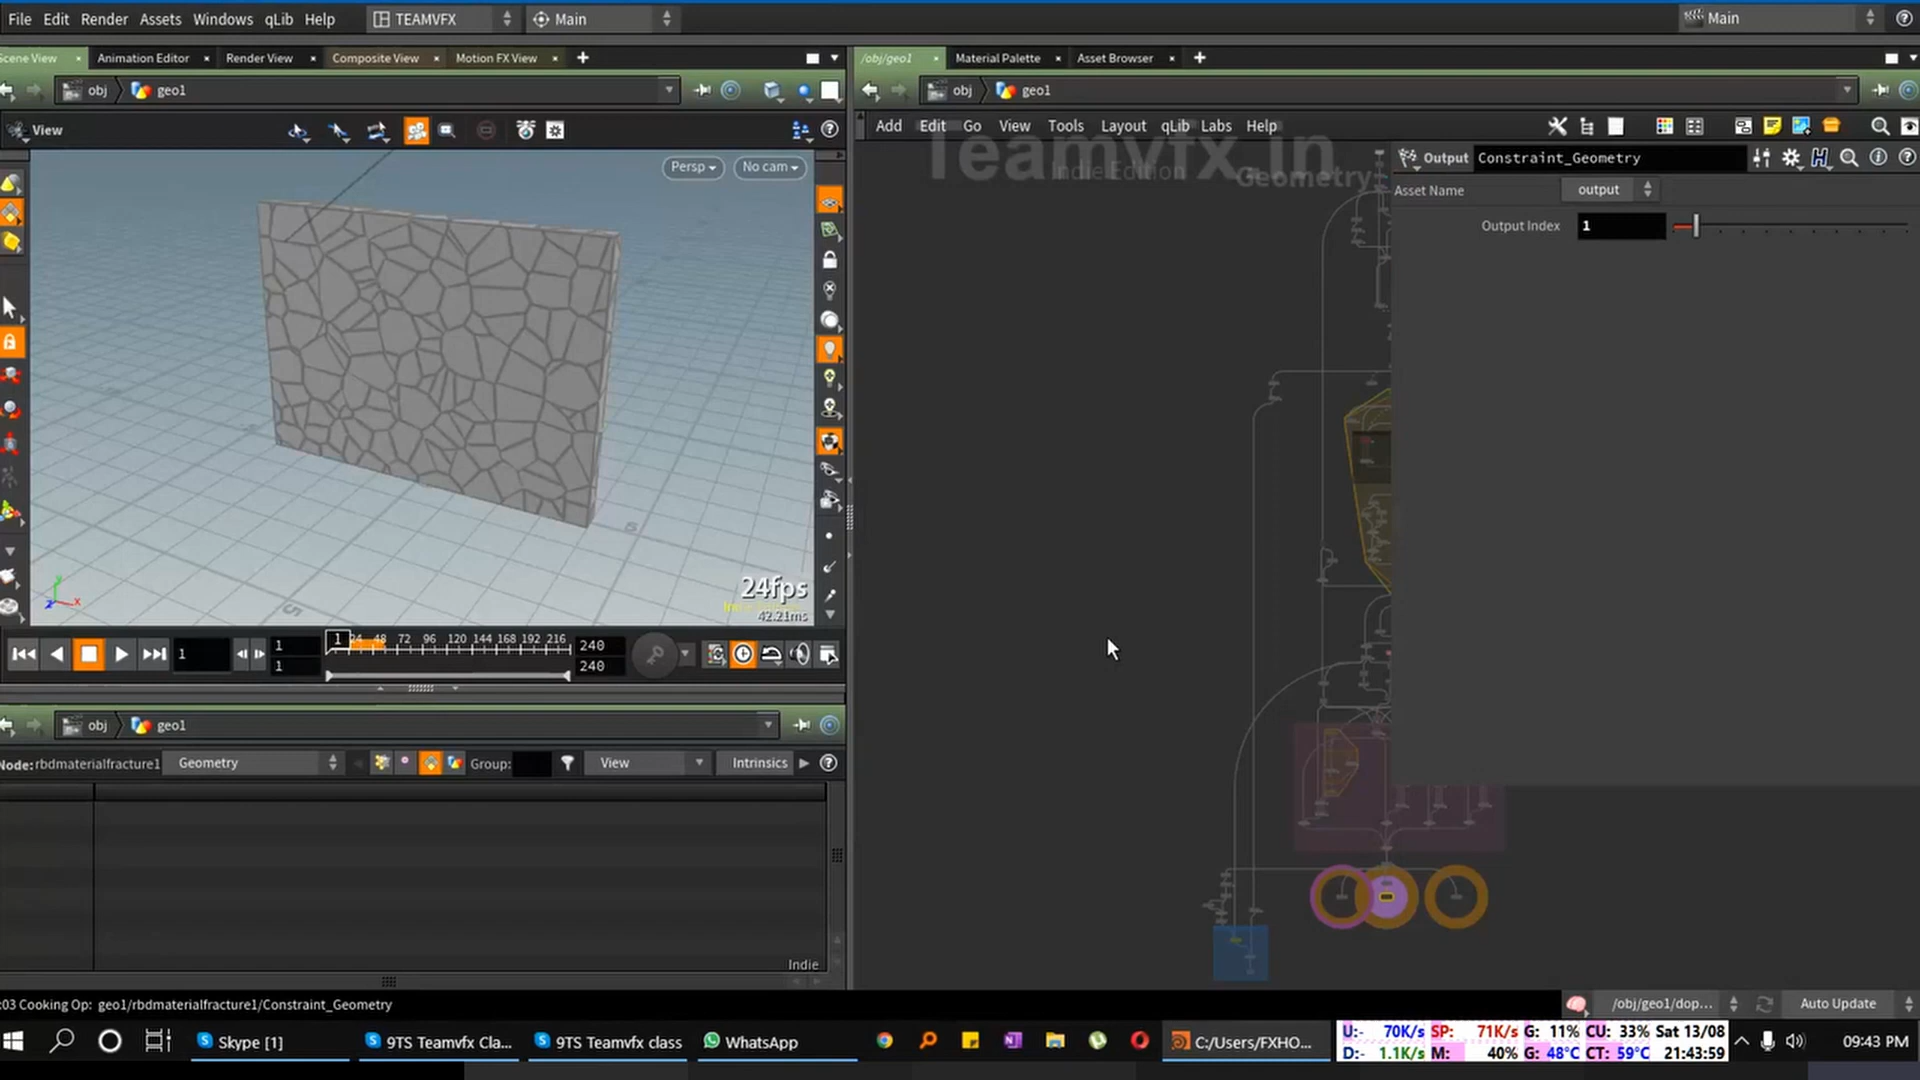 File Edit Render Assets Windows qLib Help TEAMVFX Main Main
Scene View Animation Editor Render View Composite View Motion FX View
/obj/geo1 Material Palette Asset Browser
obj geo1
obj geo1
View
Add Edit Go View Tools Layout qLib Labs Help
Teamvfx.in
Indie Edition
Geometry
Persp No cam
Output Constraint_Geometry
Asset Name output
Output Index 1
24fps
42.21ms
1 1 1 1 24 48 72 96 120 144 168 192 216 240 240
obj geo1
Node: rbdmaterialfracture1 Geometry Group: View Intrinsics
Indie
:03 Cooking Op: geo1/rbdmaterialfracture1/Constraint_Geometry
/obj/geo1/dop... Auto Update
Skype [1] 9TS Teamvfx Cla... 9TS Teamvfx class WhatsApp C:/Users/FXHO...
U:- 70K/s SP: 71K/s G: 11% CU: 33% Sat 13/08
D:- 1.1K/s M: 40% G: 48°C CT: 59°C 21:43:59
09:43 PM